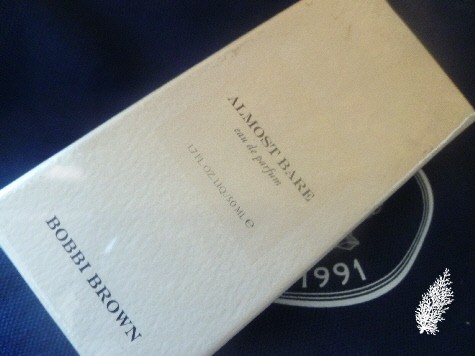 ALMOST BARE
eau de parfum
1.7 FL.OZ. LIQ./50 ML ℮
BOBBI BROWN
1991